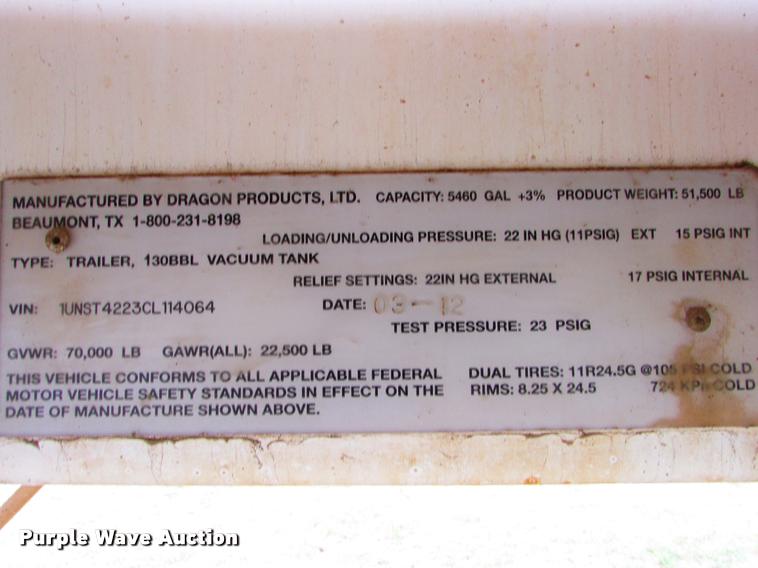 MANUFACTURED BY DRAGON PRODUCTS, LTD. CAPACITY: 5460 GAL +3% PRODUCT WEIGHT: 51,500 LB
BEAUMONT, TX 1-800-231-8198
LOADING/UNLOADING PRESSURE: 22 IN HG (11PSIG) EXT 15 PSIG INT
TYPE: TRAILER, 130BBL VACUUM TANK
RELIEF SETTINGS: 22IN HG EXTERNAL 17 PSIG INTERNAL
VIN: 1UNST4223CL114064 DATE: 03-12
TEST PRESSURE: 23 PSIG
GVWR: 70,000 LB GAWR(ALL): 22,500 LB
THIS VEHICLE CONFORMS TO ALL APPLICABLE FEDERAL DUAL TIRES: 11R24.5G @105 PSI COLD
MOTOR VEHICLE SAFETY STANDARDS IN EFFECT ON THE RIMS: 8.25 X 24.5 724 KPa COLD
DATE OF MANUFACTURE SHOWN ABOVE.
Purple Wave Auction